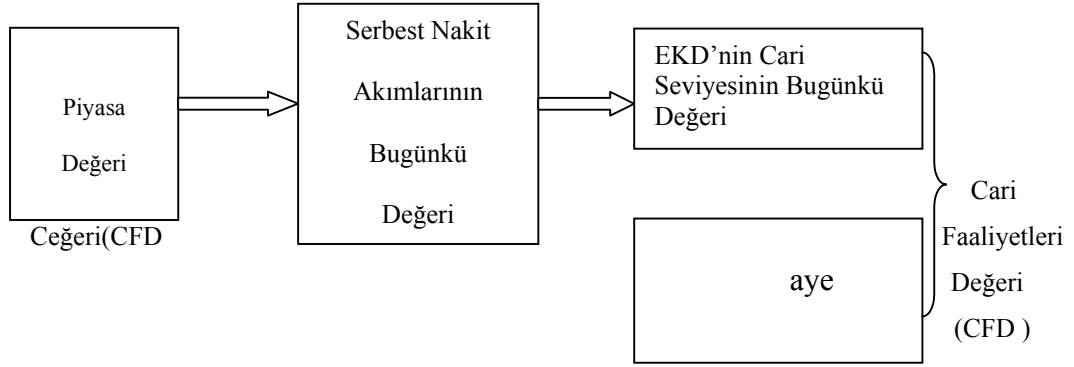 Piyasa
Değeri
Ceğeri(CFD
Serbest Nakit
Akımlarının
Bugünkü
Değeri
EKD’nin Cari
Seviyesinin Bugünkü
Değeri
aye
Cari
Faaliyetleri
Değeri
(CFD )